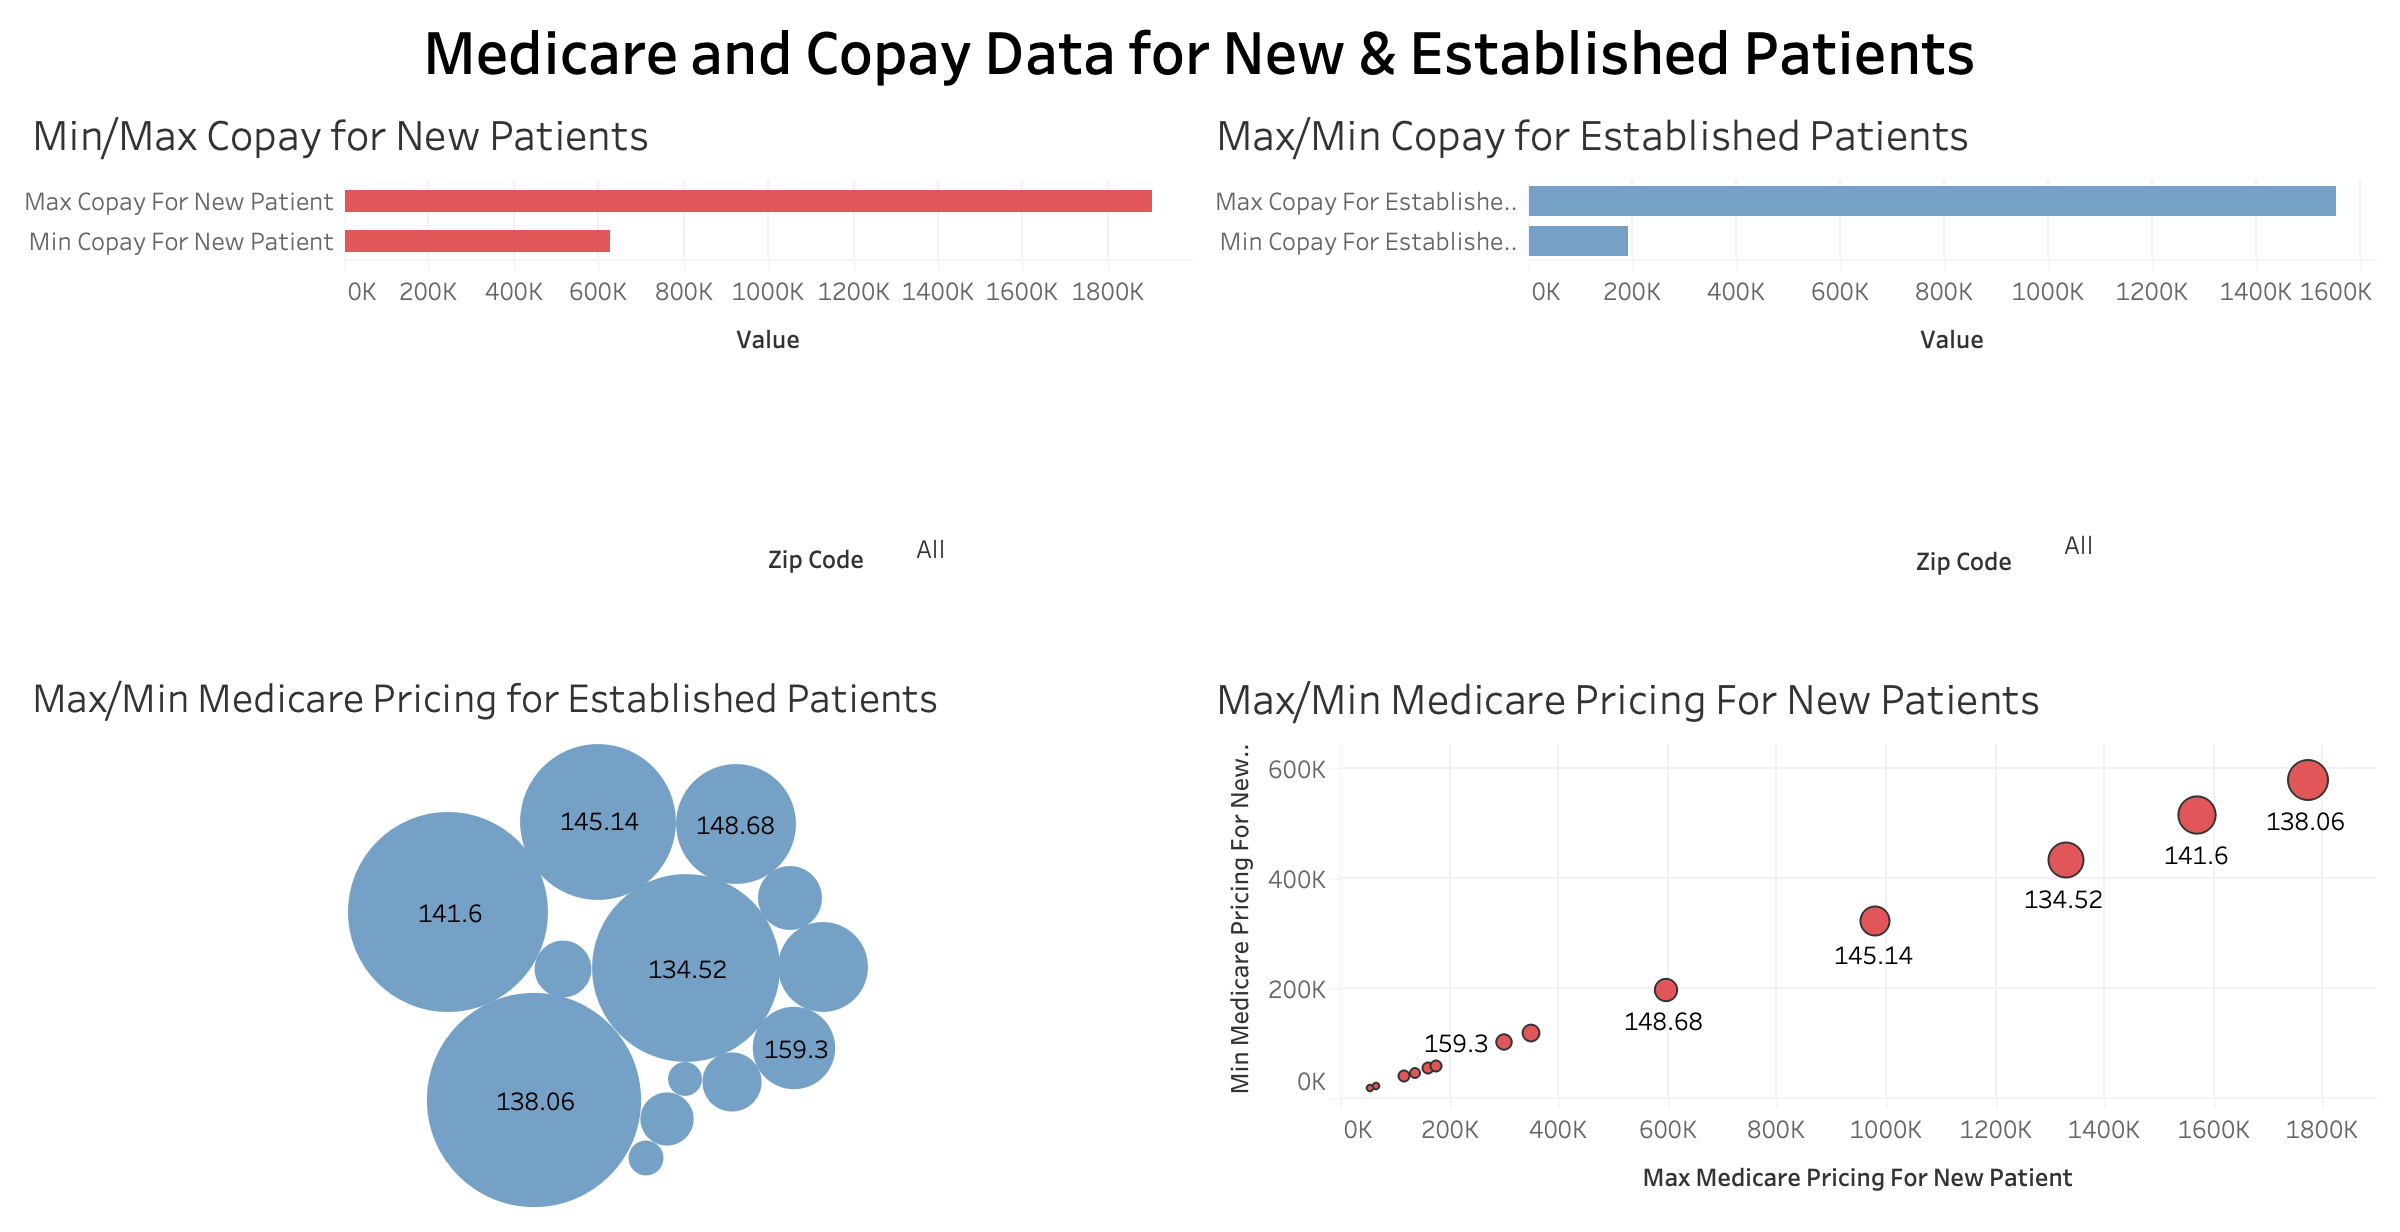 Medicare and Copay Data for New & Established Patients
Min/Max Copay for New Patients
Max Copay For New Patient
Min Copay For New Patient
0K 200K 400K 600K 800K 1000K 1200K 1400K 1600K 1800K
Value
Zip Code All
Max/Min Copay for Established Patients
Max Copay For Establishe..
Min Copay For Establishe..
0K 200K 400K 600K 800K 1000K 1200K 1400K 1600K
Value
Zip Code All
Max/Min Medicare Pricing for Established Patients
145.14
148.68
141.6
134.52
159.3
138.06
Max/Min Medicare Pricing For New Patients
Min Medicare Pricing For New..
600K
400K
200K
0K
138.06
141.6
134.52
145.14
148.68
159.3
0K 200K 400K 600K 800K 1000K 1200K 1400K 1600K 1800K
Max Medicare Pricing For New Patient